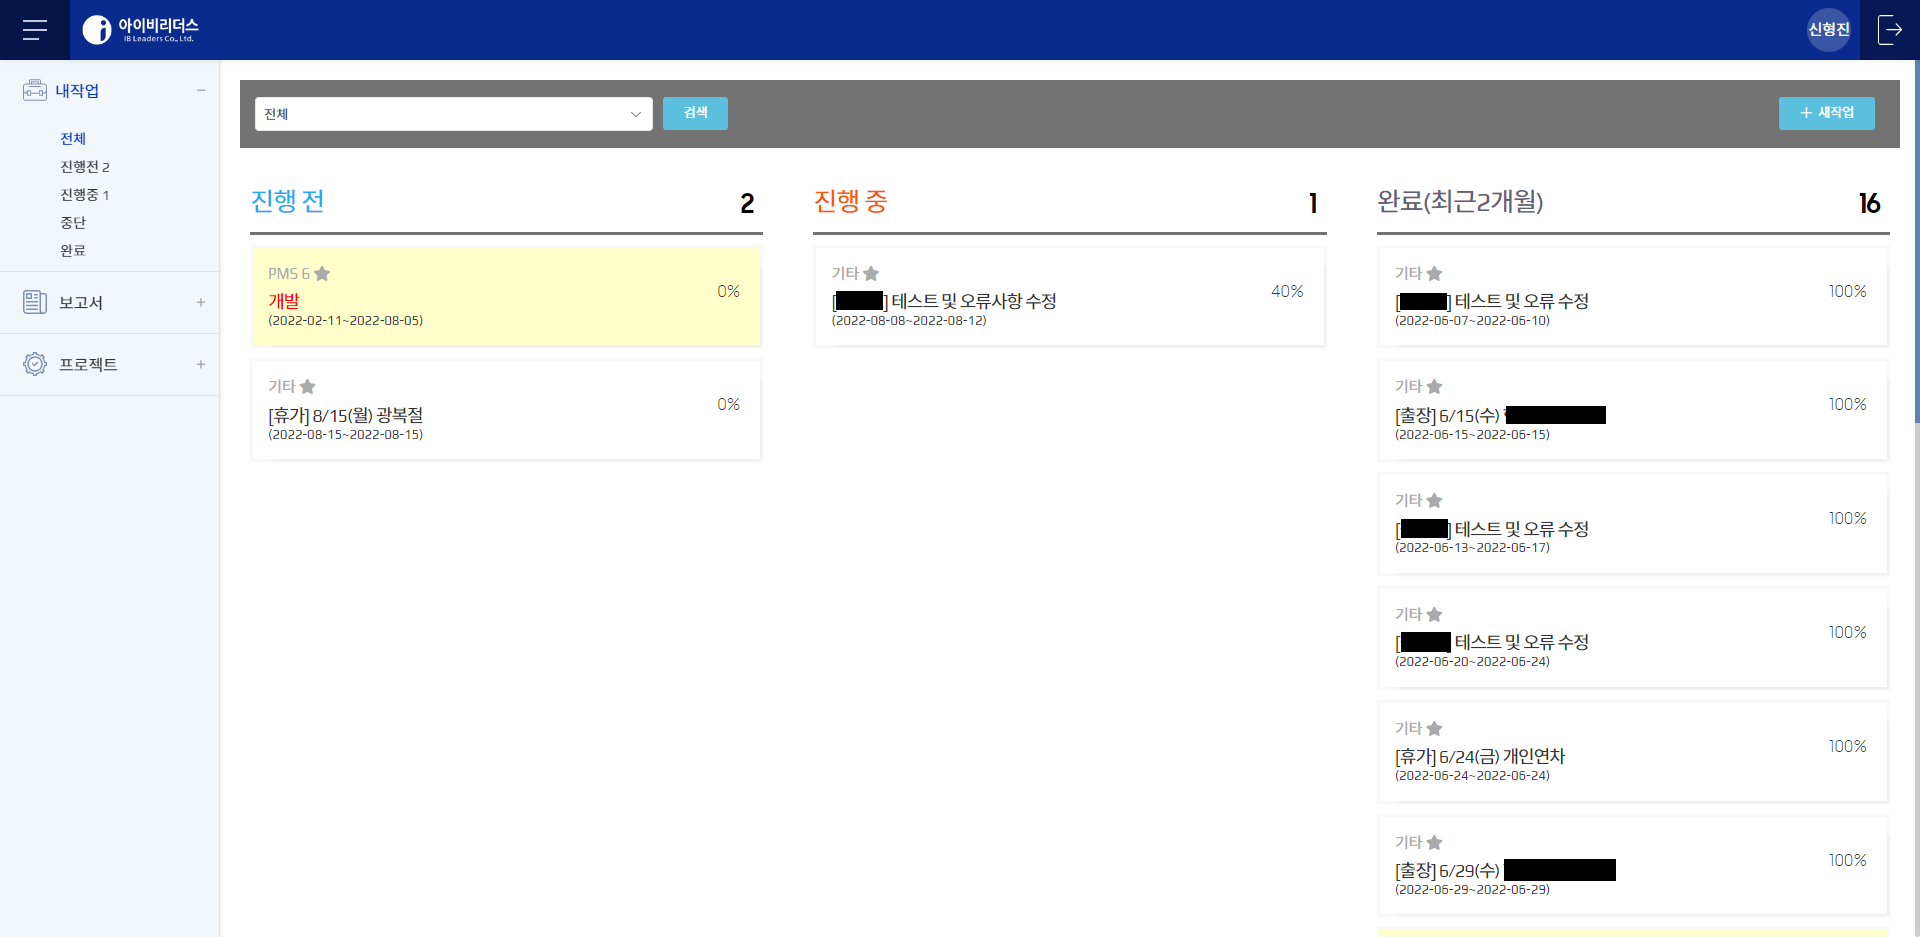 아이비리더스
IB Leaders Co., Ltd.
신형진
내작업
전체
진행전 2
진행중 1
중단
완료
보고서
프로젝트
전체
검색
+ 새작업
진행 전 2
PMS 6
개발
(2022-02-11~2022-08-05)
0%
기타
[휴가] 8/15(월) 광복절
(2022-08-15~2022-08-15)
0%
진행 중 1
기타
[ ] 테스트 및 오류사항 수정
(2022-08-08~2022-08-12)
40%
완료(최근2개월) 16
기타
[ ] 테스트 및 오류 수정
(2022-06-07~2022-06-10)
100%
기타
[출장] 6/15(수)
(2022-06-15~2022-06-15)
100%
기타
[ ] 테스트 및 오류 수정
(2022-06-13~2022-06-17)
100%
기타
[ 테스트 및 오류 수정
(2022-06-20~2022-06-24)
100%
기타
[휴가] 6/24(금) 개인연차
(2022-06-24~2022-06-24)
100%
기타
[출장] 6/29(수)
(2022-06-29~2022-06-29)
100%